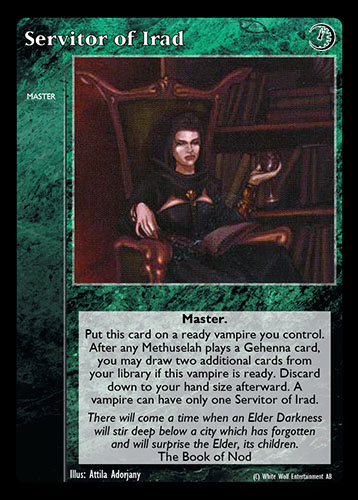 Servitor of Irad
MASTER
Master.
Put this card on a ready vampire you control.
After any Methuselah plays a Gehenna card,
you may draw two additional cards from
your library if this vampire is ready. Discard
down to your hand size afterward. A
vampire can have only one Servitor of Irad.
There will come a time when an Elder Darkness
will stir deep below a city which has forgotten
and will surprise the Elder, its children.
The Book of Nod
Illus: Attila Adorjany
(C) White Wolf Entertainment AB